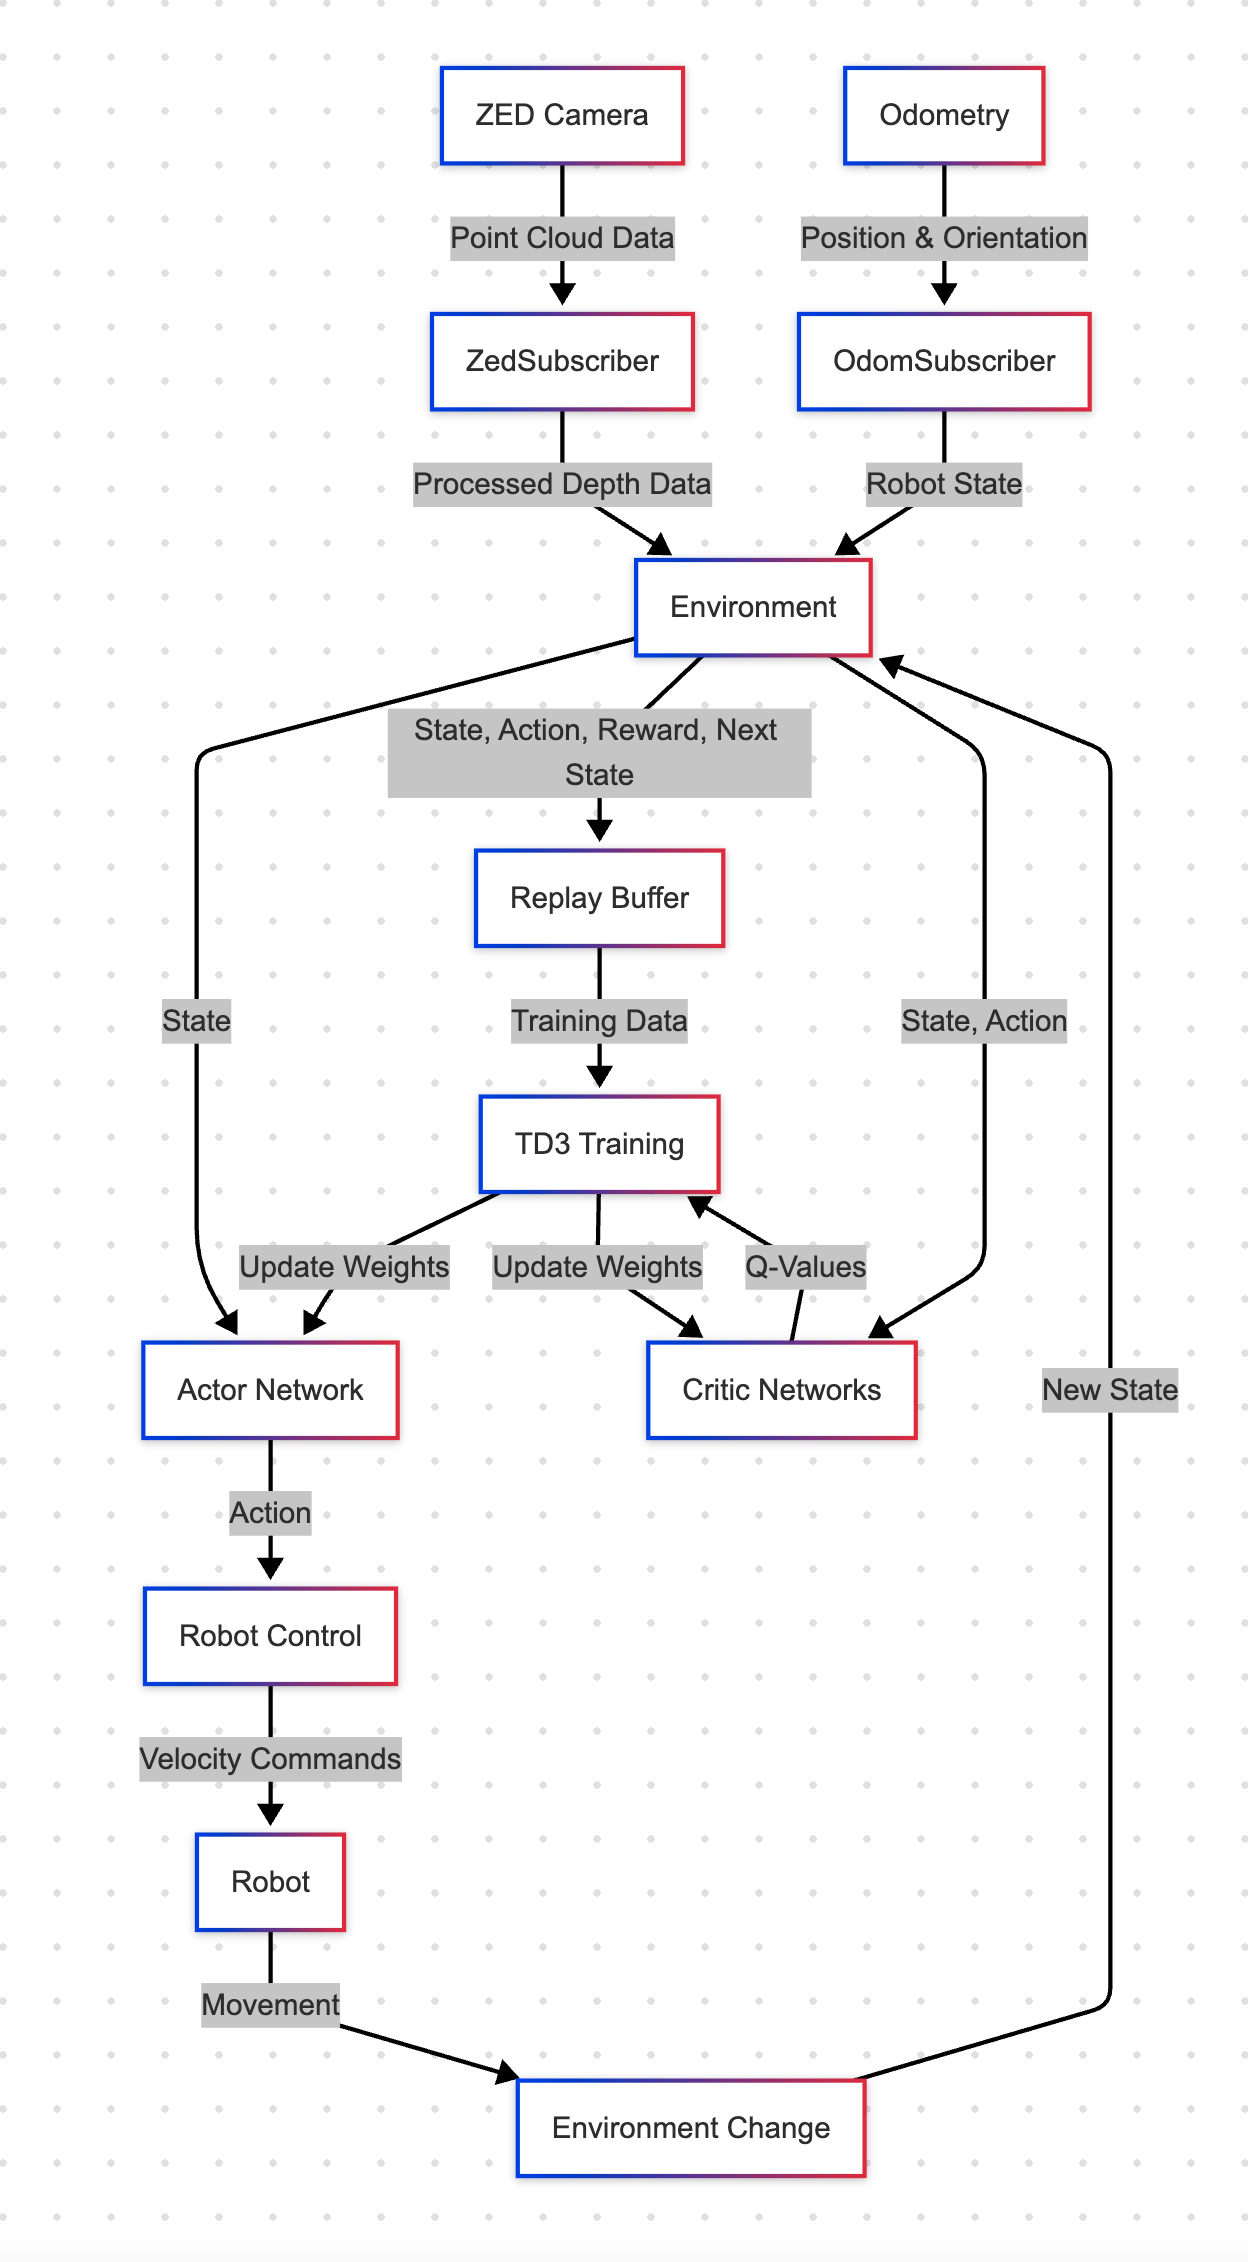 ZED Camera
Odometry
Point Cloud Data
Position & Orientation
ZedSubscriber
OdomSubscriber
Processed Depth Data
Robot State
Environment
State, Action, Reward, Next
State
Replay Buffer
State
Training Data
State, Action
TD3 Training
Update Weights
Update Weights
Q-Values
Actor Network
Critic Networks
New State
Action
Robot Control
Velocity Commands
Robot
Movement
Environment Change